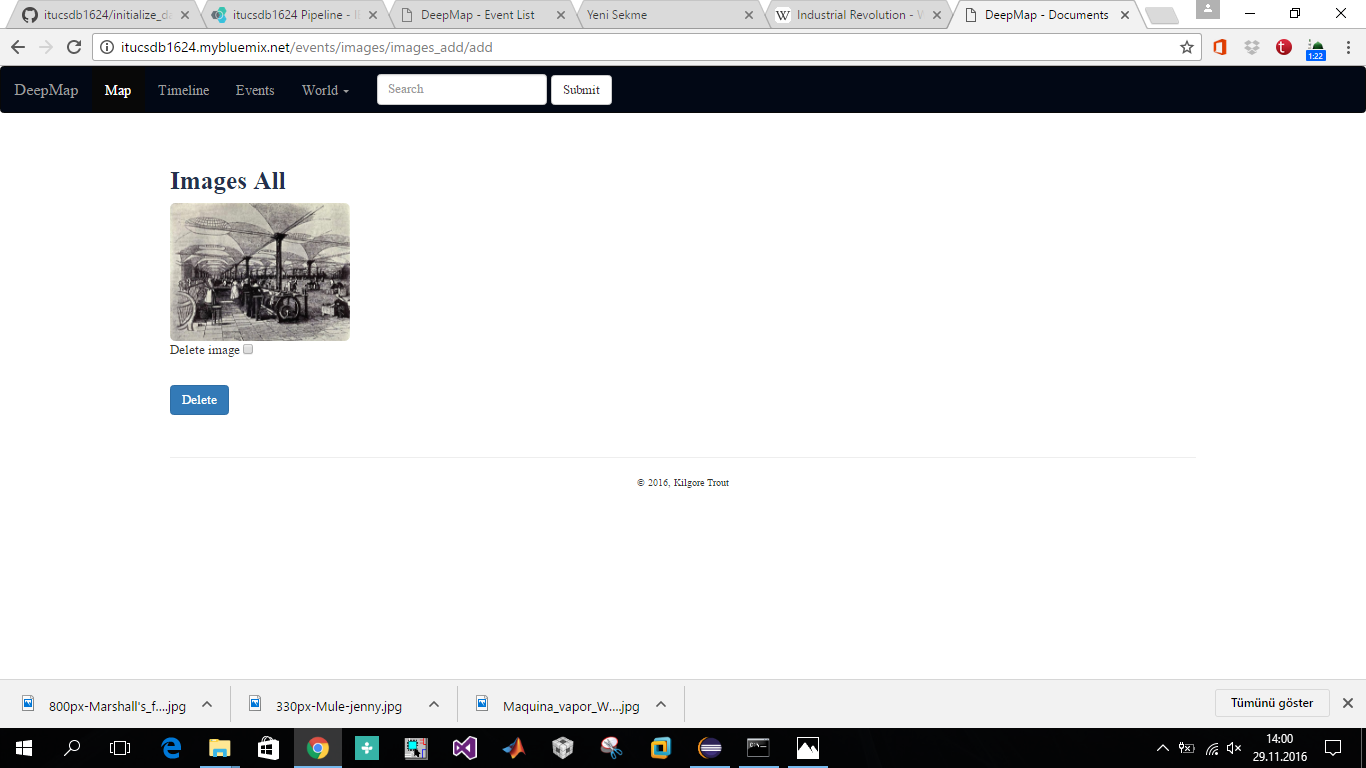 itucsdb1624/initialize_d
itucsdb1624 Pipeline - I
DeepMap - Event List
Yeni Sekme
Industrial Revolution - W
DeepMap - Documents
itucsdb1624.mybluemix.net/events/images/images_add/add
1:22
DeepMap
Map
Timeline
Events
World
Search
Submit
Images All
Delete image
Delete
© 2016, Kilgore Trout
800px-Marshall's_f....jpg
330px-Mule-jenny.jpg
Maquina_vapor_W....jpg
Tümünü göster
14:00
29.11.2016